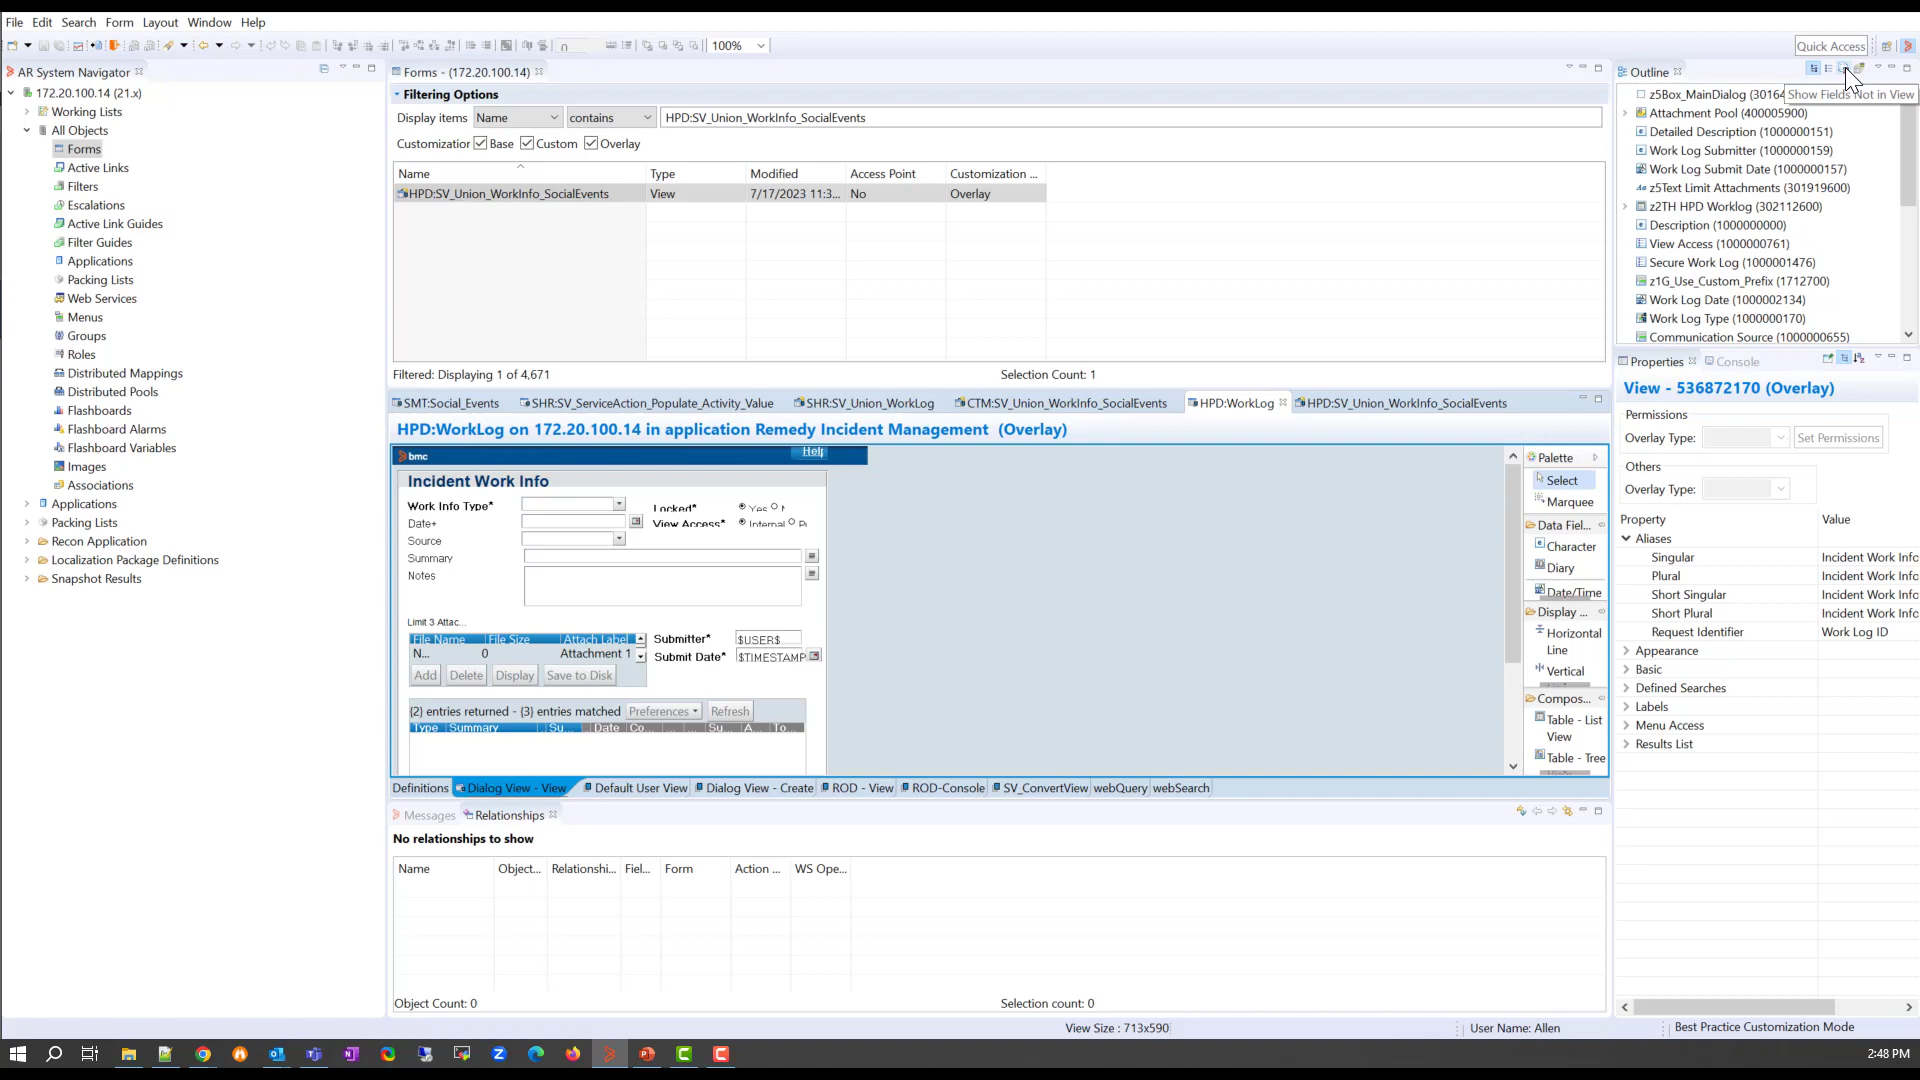 File Edit Search Form Layout Window Help
100%
Quick Access
AR System Navigator
172.20.100.14 (21.x)
Working Lists
All Objects
Forms
Active Links
Filters
Escalations
Active Link Guides
Filter Guides
Applications
Packing Lists
Web Services
Menus
Groups
Roles
Distributed Mappings
Distributed Pools
Flashboards
Flashboard Alarms
Flashboard Variables
Images
Associations
Applications
Packing Lists
Recon Application
Localization Package Definitions
Snapshot Results
Forms - (172.20.100.14)
Filtering Options
Display items Name contains HPD:SV_Union_WorkInfo_SocialEvents
Customizatior Base Custom Overlay
Name Type Modified Access Point Customization ...
HPD:SV_Union_WorkInfo_SocialEvents View 7/17/2023 11:3... No Overlay
Filtered: Displaying 1 of 4,671 Selection Count: 1
SMT:Social_Events SHR:SV_ServiceAction_Populate_Activity_Value SHR:SV_Union_WorkLog CTM:SV_Union_WorkInfo_SocialEvents HPD:WorkLog HPD:SV_Union_WorkInfo_SocialEvents
HPD:WorkLog on 172.20.100.14 in application Remedy Incident Management (Overlay)
bmc Help
Incident Work Info
Work Info Type* Locked* Yes
Date+ View Access* Internal
Source
Summary
Notes
Limit 3 Attac...
File Name File Size Attach Label
N... 0 Attachment 1
Add Delete Display Save to Disk
Submitter* $USER$
Submit Date* $TIMESTAMP
{2} entries returned - {3} entries matched Preferences Refresh
Type Summary Su... Date Co... ... ... Su... A... To...
Palette
Select
Marquee
Data Fiel...
Character
Diary
Date/Time
Display ...
Horizontal
Line
Vertical
Compos...
Table - List
View
Table - Tree
Definitions Dialog View - View Default User View Dialog View - Create ROD - View ROD-Console SV_ConvertView webQuery webSearch
Messages Relationships
No relationships to show
Name Object... Relationshi... Fiel... Form Action ... WS Ope...
Object Count: 0 Selection count: 0
Outline
Show Fields Not in View
z5Box_MainDialog (30164
Attachment Pool (400005900)
Detailed Description (1000000151)
Work Log Submitter (1000000159)
Work Log Submit Date (1000000157)
z5Text Limit Attachments (301919600)
z2TH HPD Worklog (302112600)
Description (1000000000)
View Access (1000000761)
Secure Work Log (1000001476)
z1G_Use_Custom_Prefix (1712700)
Work Log Date (1000002134)
Work Log Type (1000000170)
Communication Source (1000000655)
Properties Console
View - 536872170 (Overlay)
Permissions
Overlay Type: Set Permissions
Others
Overlay Type:
Property Value
Aliases
Singular Incident Work Info
Plural Incident Work Info
Short Singular Incident Work Info
Short Plural Incident Work Info
Request Identifier Work Log ID
Appearance
Basic
Defined Searches
Labels
Menu Access
Results List
View Size : 713x590 User Name: Allen Best Practice Customization Mode
2:48 PM